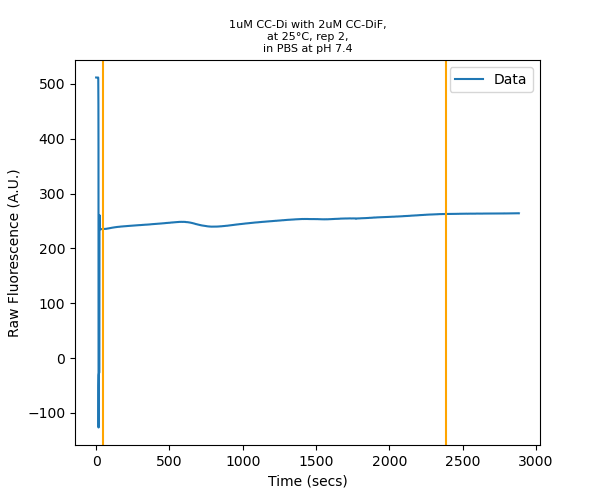 1uM CC-Di with 2uM CC-DiF,
at 25°C, rep 2,
in PBS at pH 7.4
Data
500
400
300
200
100
0
−100
Raw Fluorescence (A.U.)
0 500 1000 1500 2000 2500 3000
Time (secs)